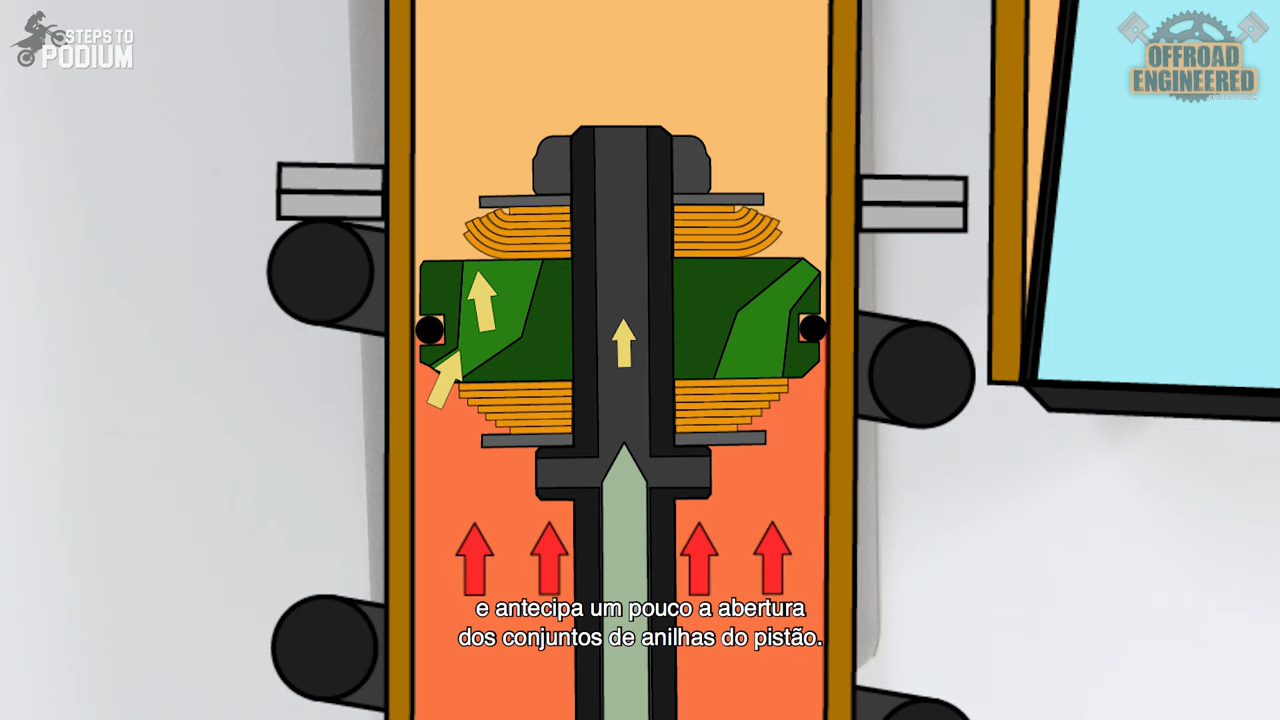 STEPS TO
PODIUM
OFFROAD
ENGINEERED
e antecipa um pouco a abertura
dos conjuntos de anilhas do pistão.